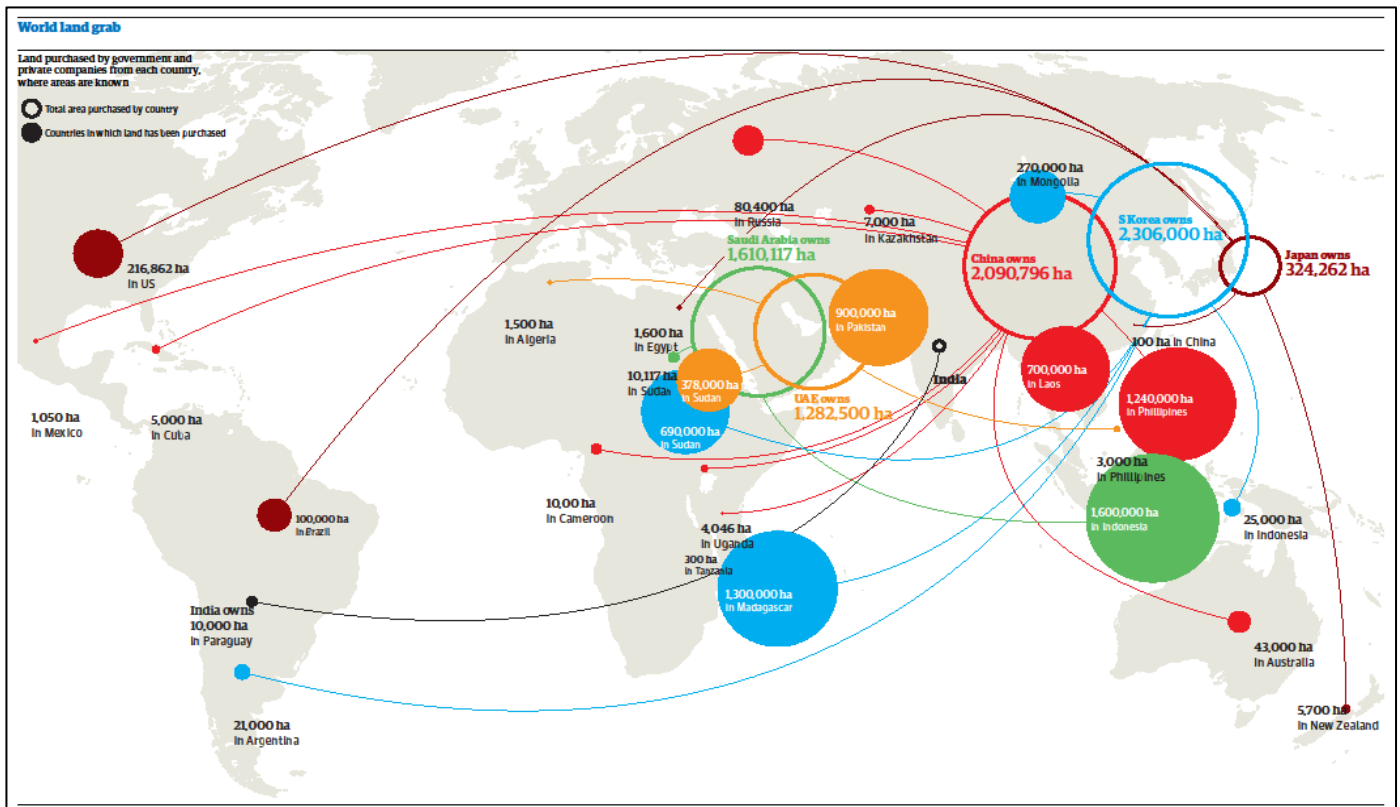 World land grab
Land purchased by government and
private companies from each country,
where areas are known
Total area purchased by country
Countries in which land has been purchased
270,000 ha
in Mongolia
80,400 ha
in Russia
7,000 ha
in Kazakhstan
S Korea owns
2,306,000 ha
Saudi Arabia owns
1,610,117 ha
China owns
2,090,796 ha
Japan owns
324,262 ha
216,862 ha
in US
900,000 ha
in Pakistan
1,500 ha
in Algeria
1,600 ha
in Egypt
100 ha in China
10,117 ha
in Sudan
378,000 ha
in Sudan
India
700,000 ha
in Laos
UAE owns
1,282,500 ha
1,240,000 ha
in Phillipines
1,050 ha
in Mexico
5,000 ha
in Cuba
690,000 ha
in Sudan
3,000 ha
in Phillipines
10,00 ha
in Cameroon
100,000 ha
in Brazil
4,046 ha
in Uganda
1,600,000 ha
in Indonesia
25,000 ha
in Indonesia
300 ha
in Tanzania
1,300,000 ha
in Madagascar
India owns
10,000 ha
in Paraguay
43,000 ha
in Australia
21,000 ha
in Argentina
5,700 ha
in New Zealand